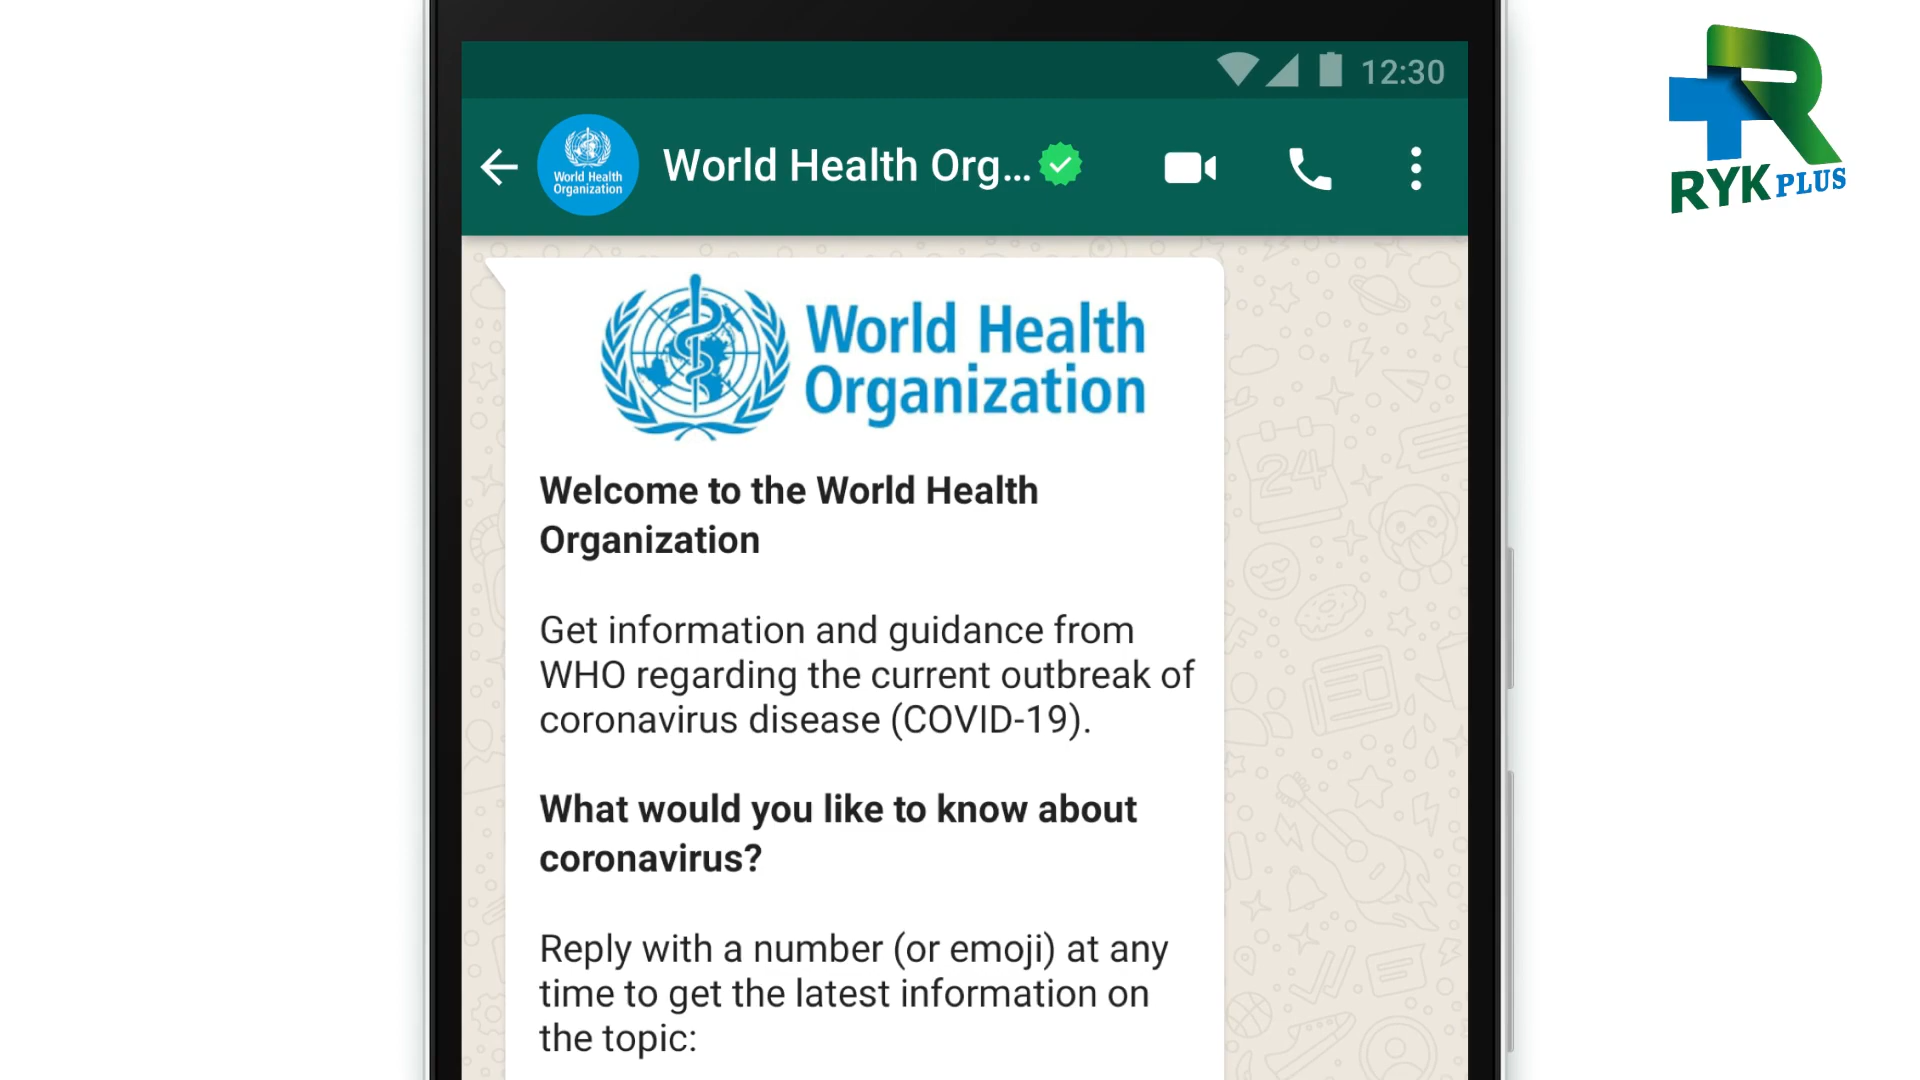 12:30
World Health Org...
World Health
Organization
World Health
Organization
Welcome to the World Health
Organization
Get information and guidance from
WHO regarding the current outbreak of
coronavirus disease (COVID-19).
What would you like to know about
coronavirus?
Reply with a number (or emoji) at any
time to get the latest information on
the topic:
24
R
RYK PLUS